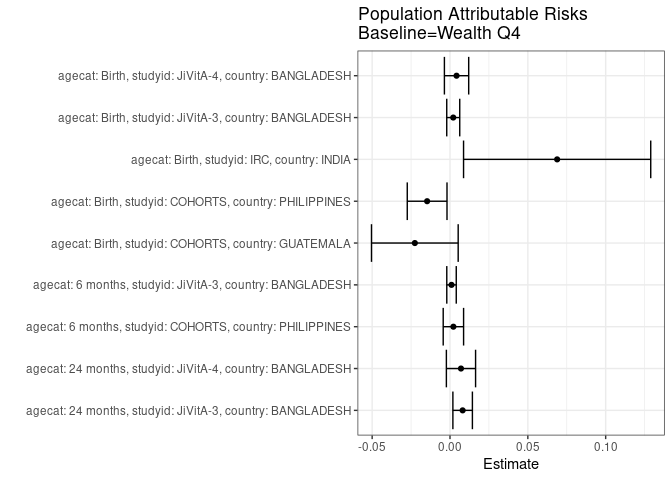 Population Attributable Risks
Baseline=Wealth Q4
agecat: Birth, studyid: JiVitA-4, country: BANGLADESH
agecat: Birth, studyid: JiVitA-3, country: BANGLADESH
agecat: Birth, studyid: IRC, country: INDIA
agecat: Birth, studyid: COHORTS, country: PHILIPPINES
agecat: Birth, studyid: COHORTS, country: GUATEMALA
agecat: 6 months, studyid: JiVitA-3, country: BANGLADESH
agecat: 6 months, studyid: COHORTS, country: PHILIPPINES
agecat: 24 months, studyid: JiVitA-4, country: BANGLADESH
agecat: 24 months, studyid: JiVitA-3, country: BANGLADESH
-0.05 0.00 0.05 0.10
Estimate